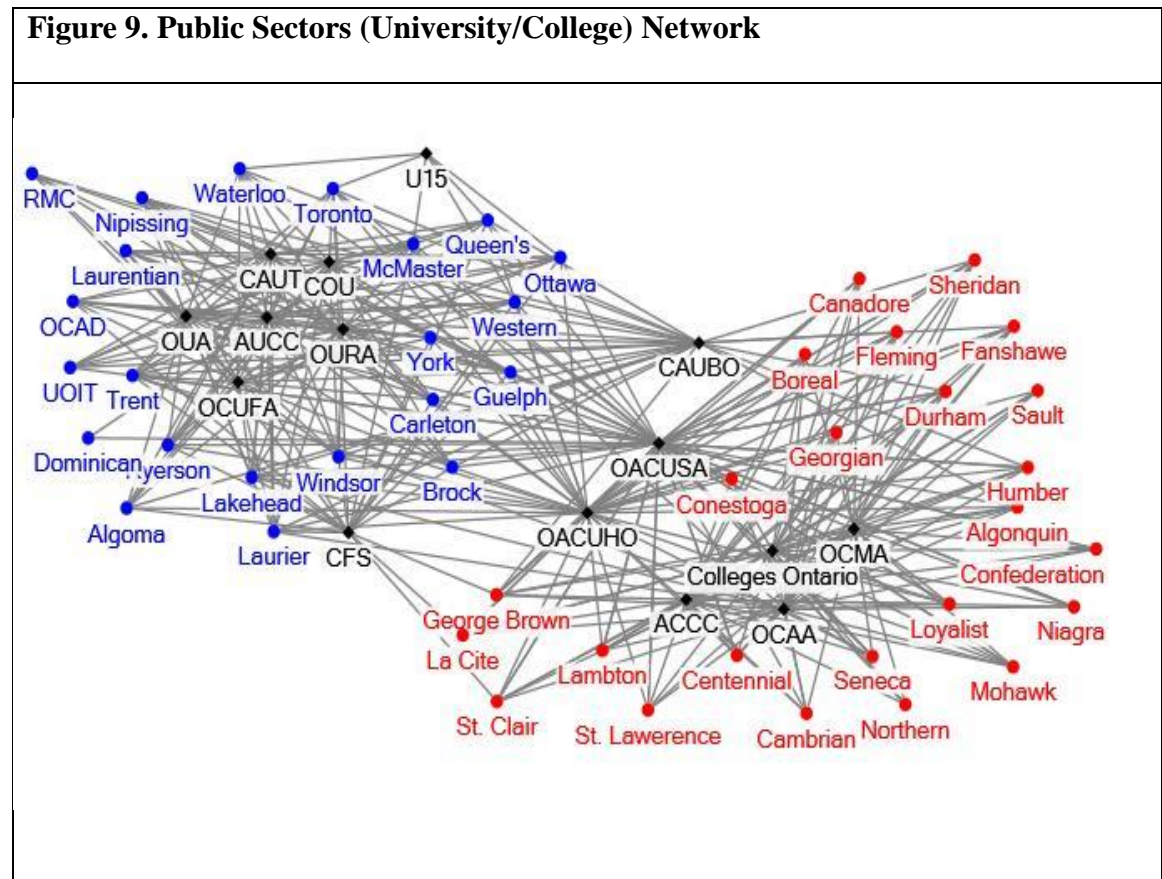 Figure 9. Public Sectors (University/College) Network
U15
RMC
Waterloo
Toronto
Nipissing
Queen's
Laurentian
CAUT
COU
McMaster
Ottawa
Sheridan
Canadore
OCAD
Western
OUA
AUCC
OURA
York
CAUBO
Fleming
Fanshawe
Boreal
UOIT
Trent
OCUFA
Guelph
Durham
Sault
Carleton
Dominican
yerson
Georgian
OACUSA
Windsor
Lakehead
Brock
Conestoga
Humber
Algoma
Laurier
CFS
OACUHO
Algonquin
OCMA
Colleges Ontario
Confederation
George Brown
ACCC
OCAA
Loyalist
Niagra
La Cite
Lambton
Centennial
Seneca
Mohawk
St. Clair
St. Lawerence
Cambrian
Northern